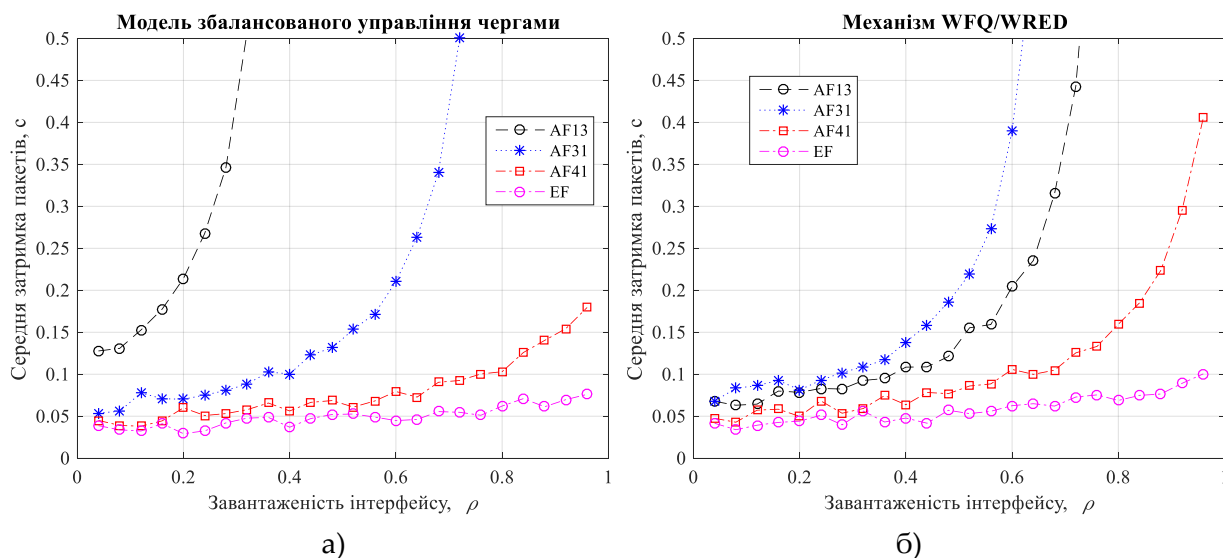 Модель збалансованого управління чергами
0.5
0.45
0.4
0.35
0.3
0.25
0.2
0.15
0.1
0.05
0
Середня затримка пакетів, с
AF13
AF31
AF41
EF
0
0.2
0.4
0.6
0.8
1
Завантаженість інтерфейсу, ρ
а)
Механізм WFQ/WRED
0.5
0.45
0.4
0.35
0.3
0.25
0.2
0.15
0.1
0.05
0
Середня затримка пакетів, с
AF13
AF31
AF41
EF
0
0.2
0.4
0.6
0.8
1
Завантаженість інтерфейсу, ρ
б)